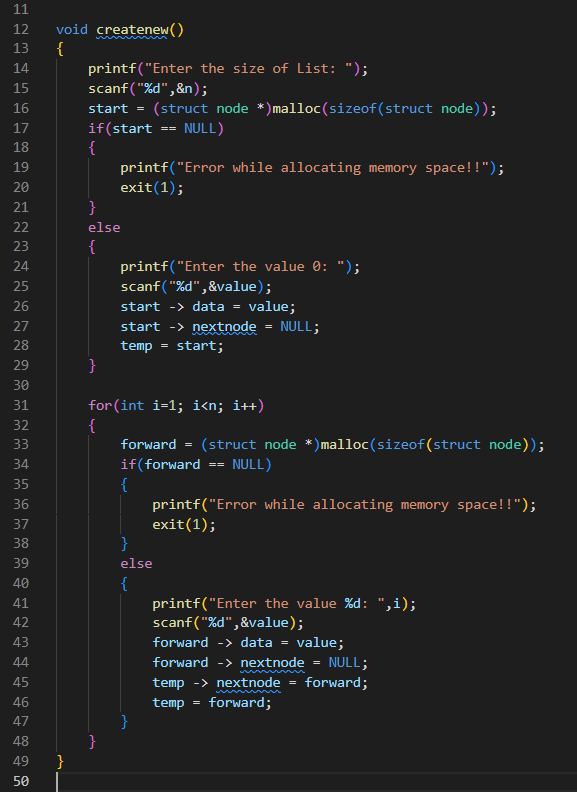 11
12 void createnew()
13 {
14     printf("Enter the size of List: ");
15     scanf("%d",&n);
16     start = (struct node *)malloc(sizeof(struct node));
17     if(start == NULL)
18     {
19         printf("Error while allocating memory space!!");
20         exit(1);
21     }
22     else
23     {
24         printf("Enter the value 0: ");
25         scanf("%d",&value);
26         start -> data = value;
27         start -> nextnode = NULL;
28         temp = start;
29     }
30
31     for(int i=1; i<n; i++)
32     {
33         forward = (struct node *)malloc(sizeof(struct node));
34         if(forward == NULL)
35         {
36             printf("Error while allocating memory space!!");
37             exit(1);
38         }
39         else
40         {
41             printf("Enter the value %d: ",i);
42             scanf("%d",&value);
43             forward -> data = value;
44             forward -> nextnode = NULL;
45             temp -> nextnode = forward;
46             temp = forward;
47         }
48     }
49 }
50